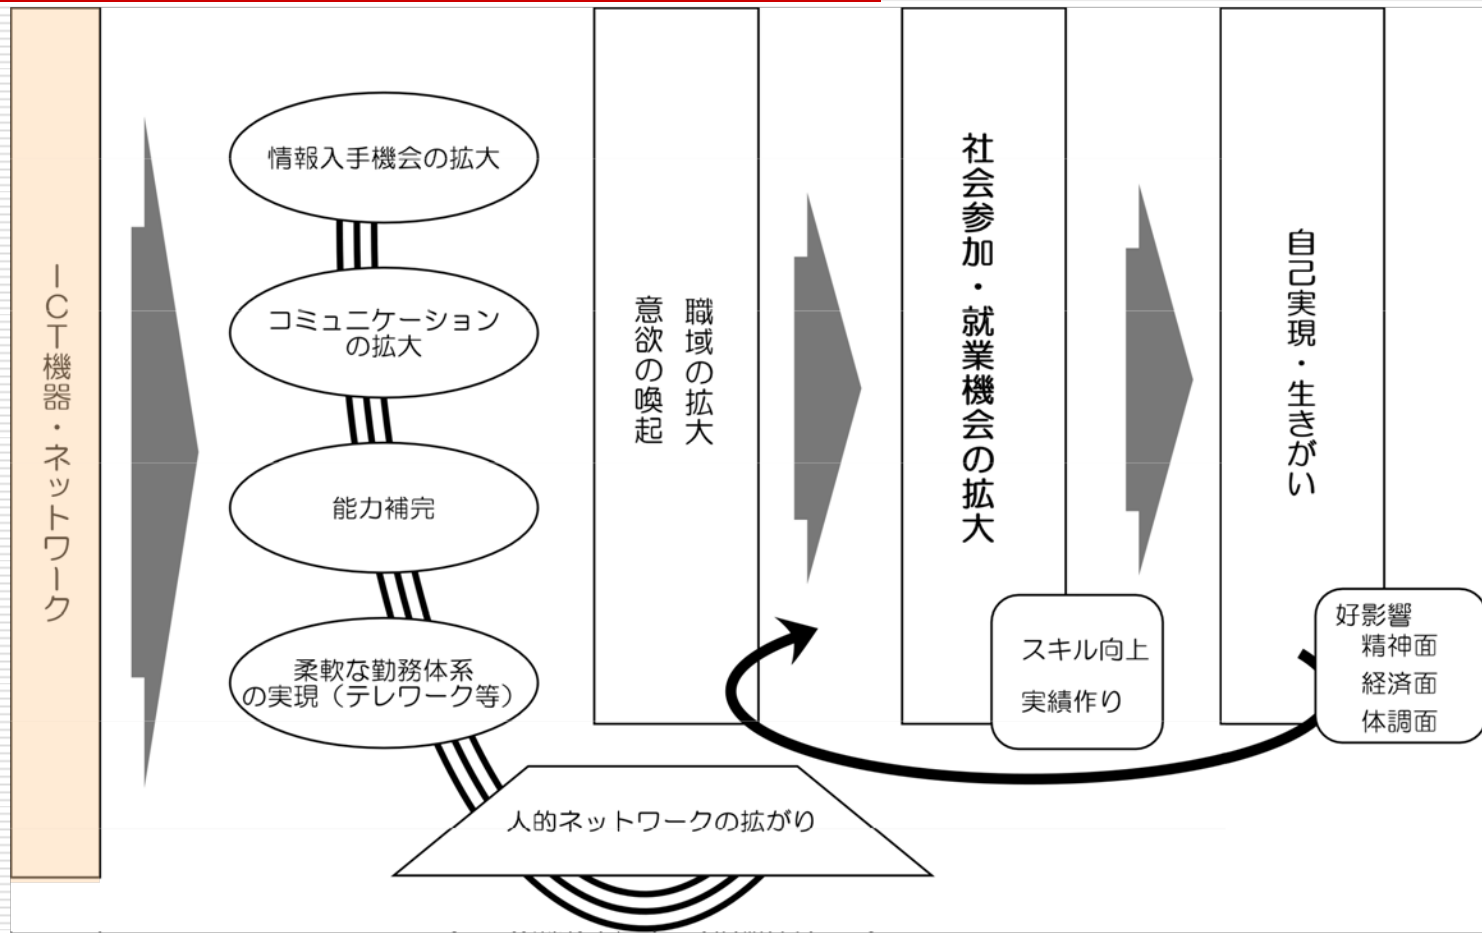 ICT機器・ネットワーク
情報入手機会の拡大
コミュニケーション
の拡大
能力補完
柔軟な勤務体系
の実現（テレワーク等）
人的ネットワークの拡がり
職域の拡大
意欲の喚起
社会参加・就業機会の拡大
スキル向上
実績作り
自己実現・生きがい
好影響
精神面
経済面
体調面